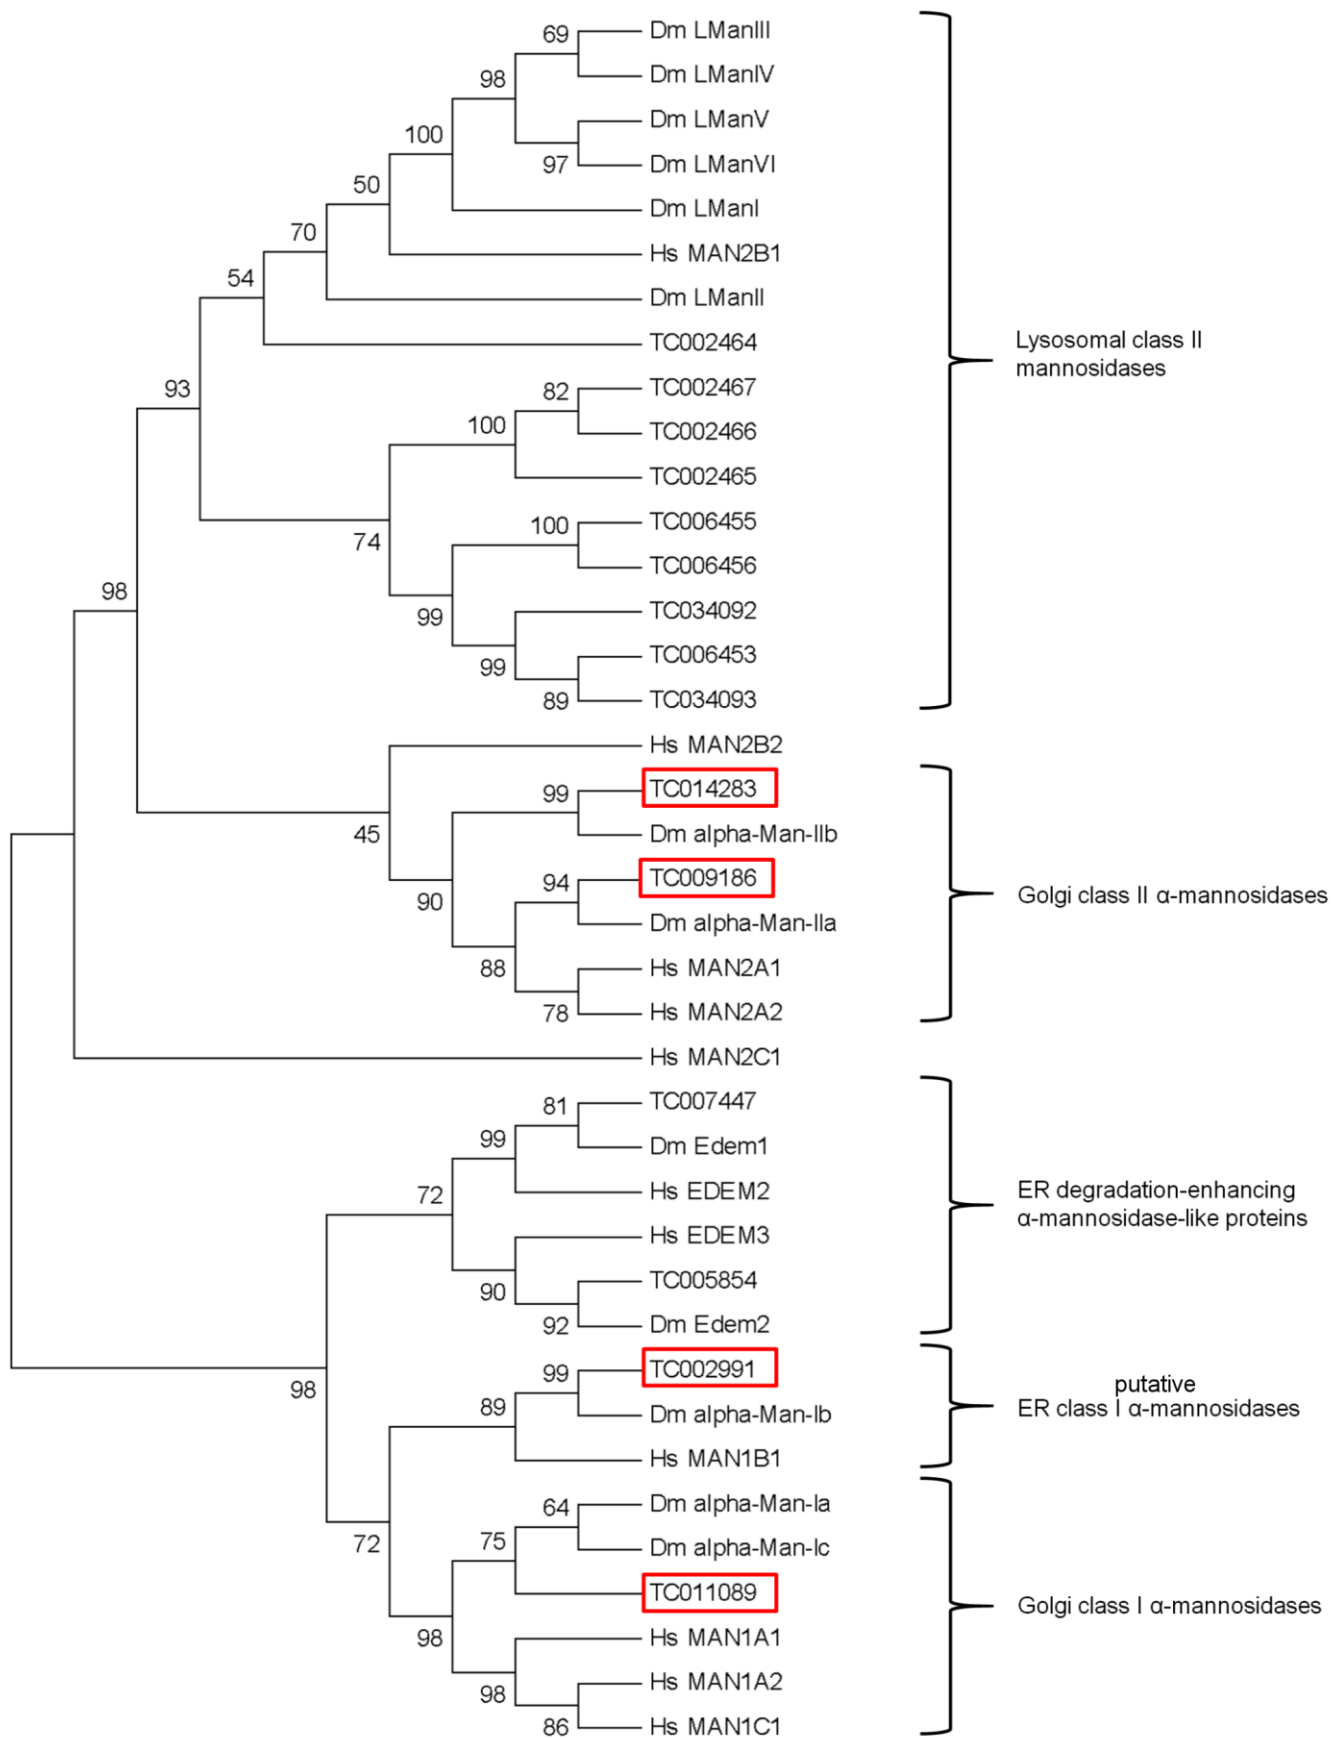 69
Dm LManIII
98
Dm LManIV
100
Dm LManV
97
Dm LManVI
50
Dm LManI
70
Hs MAN2B1
54
Dm LManII
TC002464
Lysosomal class II
mannosidases
93
82
TC002467
100
TC002466
TC002465
74
100
TC006455
TC006456
98
99
TC034092
99
TC006453
89
TC034093
Hs MAN2B2
99
TC014283
45
Dm alpha-Man-IIb
94
TC009186
90
Golgi class II α-mannosidases
Dm alpha-Man-IIa
88
Hs MAN2A1
78
Hs MAN2A2
Hs MAN2C1
81
TC007447
99
Dm Edem1
72
Hs EDEM2
ER degradation-enhancing
α-mannosidase-like proteins
Hs EDEM3
90
TC005854
92
Dm Edem2
98
99
TC002991
putative
ER class I α-mannosidases
89
Dm alpha-Man-Ib
Hs MAN1B1
64
Dm alpha-Man-Ia
72
75
Dm alpha-Man-Ic
TC011089
Golgi class I α-mannosidases
98
Hs MAN1A1
98
Hs MAN1A2
86
Hs MAN1C1